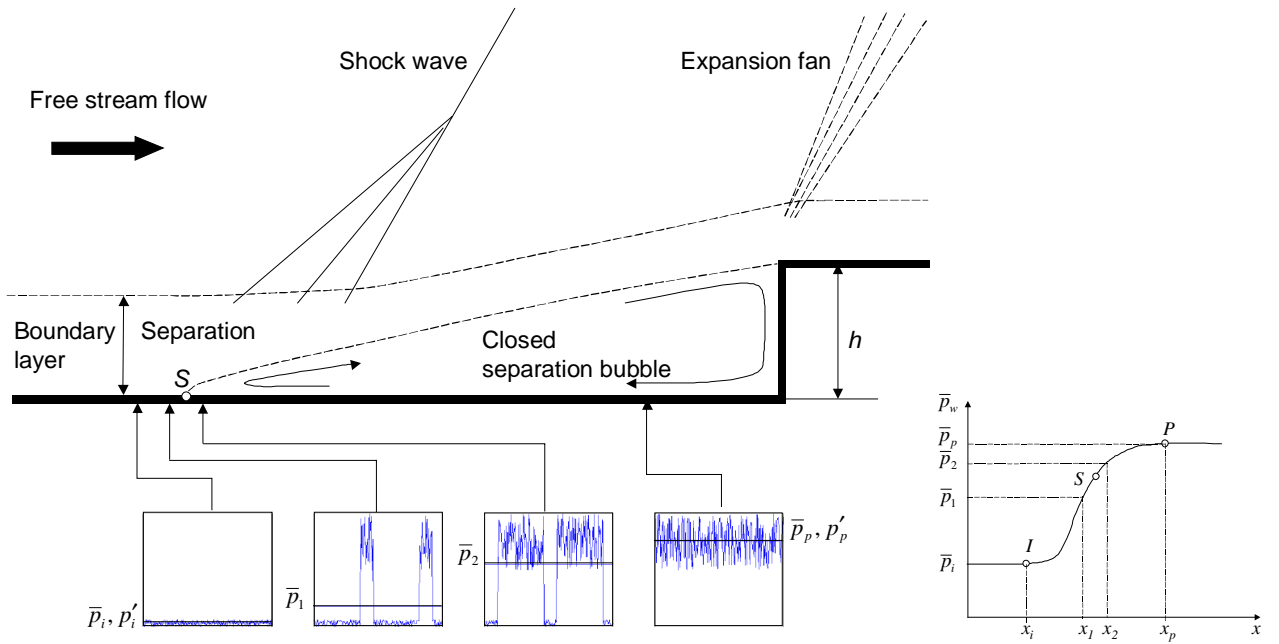 Shock wave
Expansion fan
Free stream flow
Boundary
layer
Separation
S
Closed
separation bubble
h
p̅ᵢ, p′ᵢ
p̅₁
p̅₂
p̅ₚ, p′ₚ
p̅_w
p̅ₚ
p̅₂
p̅₁
p̅ᵢ
I
S
P
xᵢ
x₁
x₂
xₚ
x